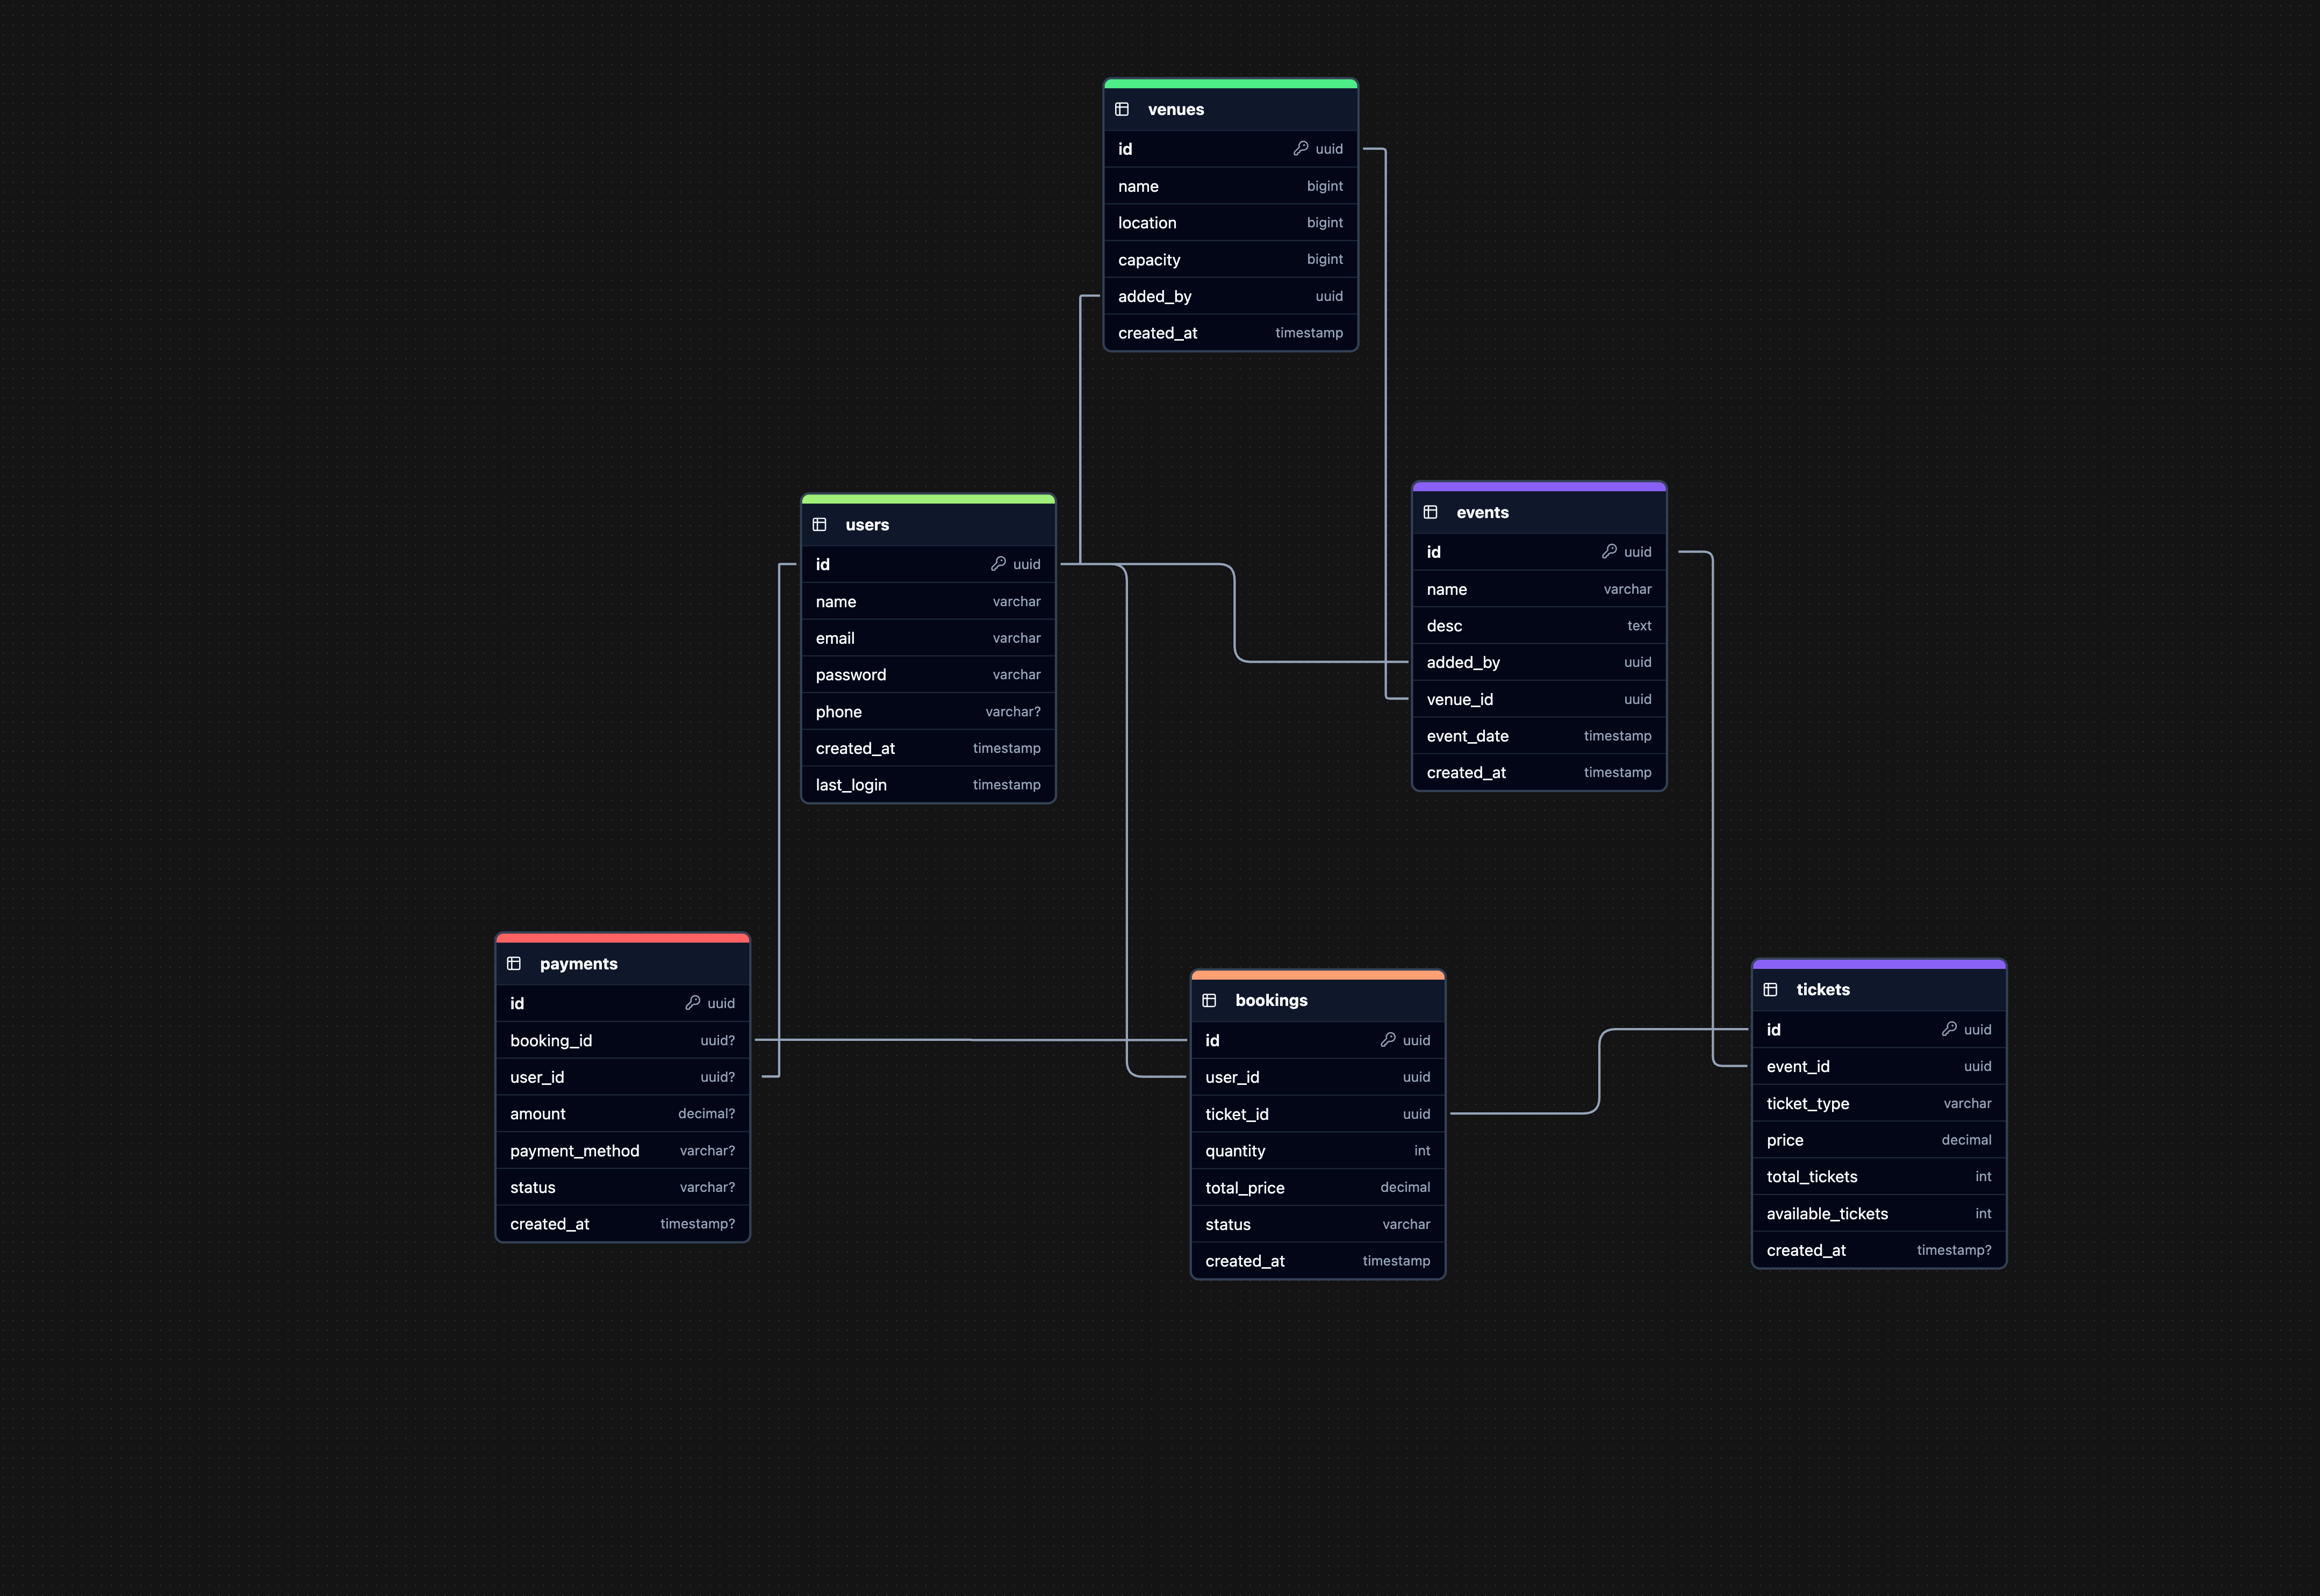 venues
id uuid
name bigint
location bigint
capacity bigint
added_by uuid
created_at timestamp
users
id uuid
name varchar
email varchar
password varchar
phone varchar?
created_at timestamp
last_login timestamp
events
id uuid
name varchar
desc text
added_by uuid
venue_id uuid
event_date timestamp
created_at timestamp
payments
id uuid
booking_id uuid?
user_id uuid?
amount decimal?
payment_method varchar?
status varchar?
created_at timestamp?
bookings
id uuid
user_id uuid
ticket_id uuid
quantity int
total_price decimal
status varchar
created_at timestamp
tickets
id uuid
event_id uuid
ticket_type varchar
price decimal
total_tickets int
available_tickets int
created_at timestamp?